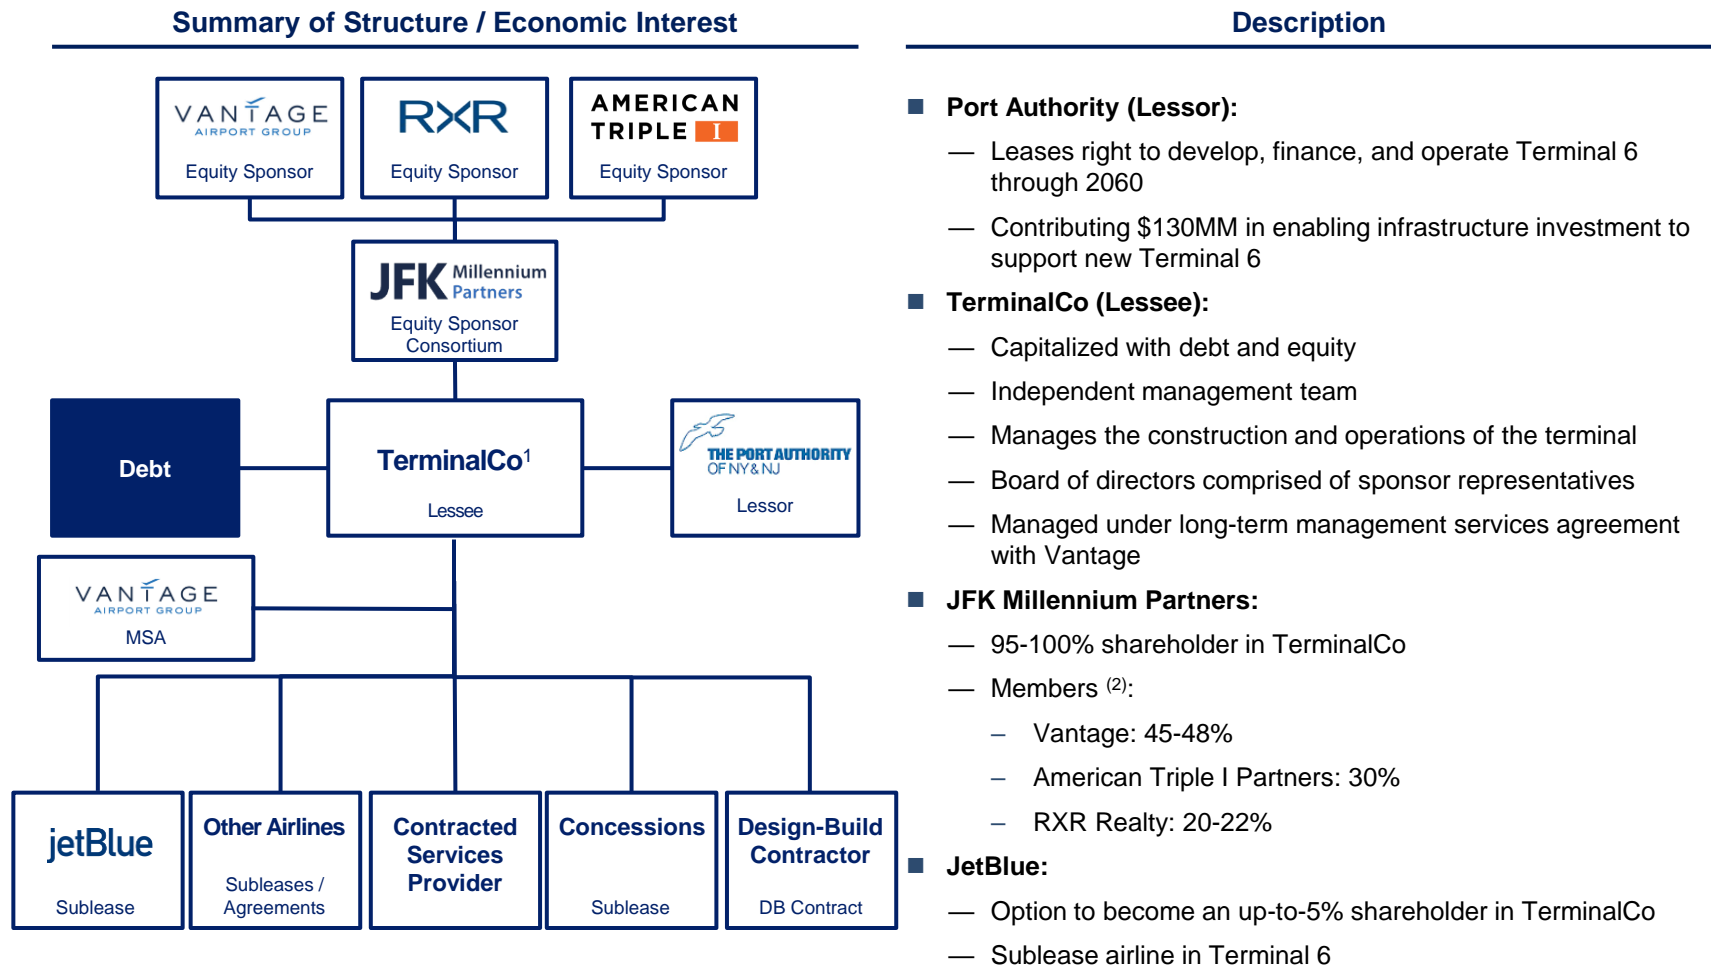 Summary of Structure / Economic Interest
VANTAGE
AIRPORT GROUP
Equity Sponsor
RXR
Equity Sponsor
AMERICAN
TRIPLE I
Equity Sponsor
JFK Millennium
Partners
Equity Sponsor
Consortium
Debt
TerminalCo1
Lessee
THE PORT AUTHORITY
OF NY & NJ
Lessor
VANTAGE
AIRPORT GROUP
MSA
jetBlue
Sublease
Other Airlines
Subleases /
Agreements
Contracted
Services
Provider
Concessions
Sublease
Design-Build
Contractor
DB Contract
Description
■ Port Authority (Lessor):
— Leases right to develop, finance, and operate Terminal 6
through 2060
— Contributing $130MM in enabling infrastructure investment to
support new Terminal 6
■ TerminalCo (Lessee):
— Capitalized with debt and equity
— Independent management team
— Manages the construction and operations of the terminal
— Board of directors comprised of sponsor representatives
— Managed under long-term management services agreement
with Vantage
■ JFK Millennium Partners:
— 95-100% shareholder in TerminalCo
— Members (2):
– Vantage: 45-48%
– American Triple I Partners: 30%
– RXR Realty: 20-22%
■ JetBlue:
— Option to become an up-to-5% shareholder in TerminalCo
— Sublease airline in Terminal 6